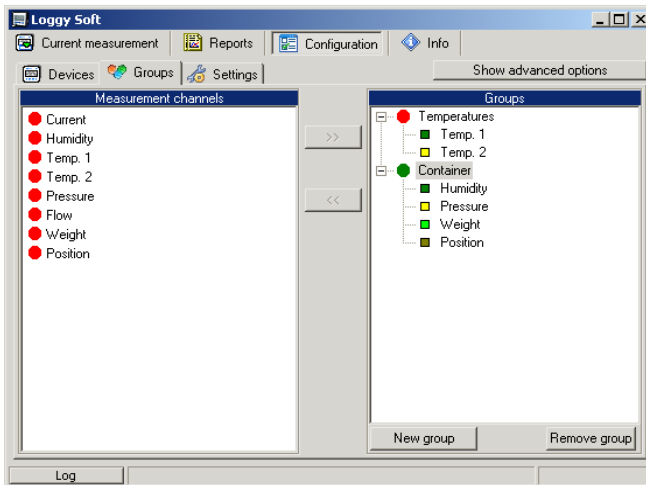 Loggy Soft
Current measurement Reports Configuration Info
Devices Groups Settings Show advanced options
Measurement channels
Current
Humidity
Temp. 1
Temp. 2
Pressure
Flow
Weight
Position
>>
<<
Groups
Temperatures
Temp. 1
Temp. 2
Container
Humidity
Pressure
Weight
Position
New group Remove group
Log